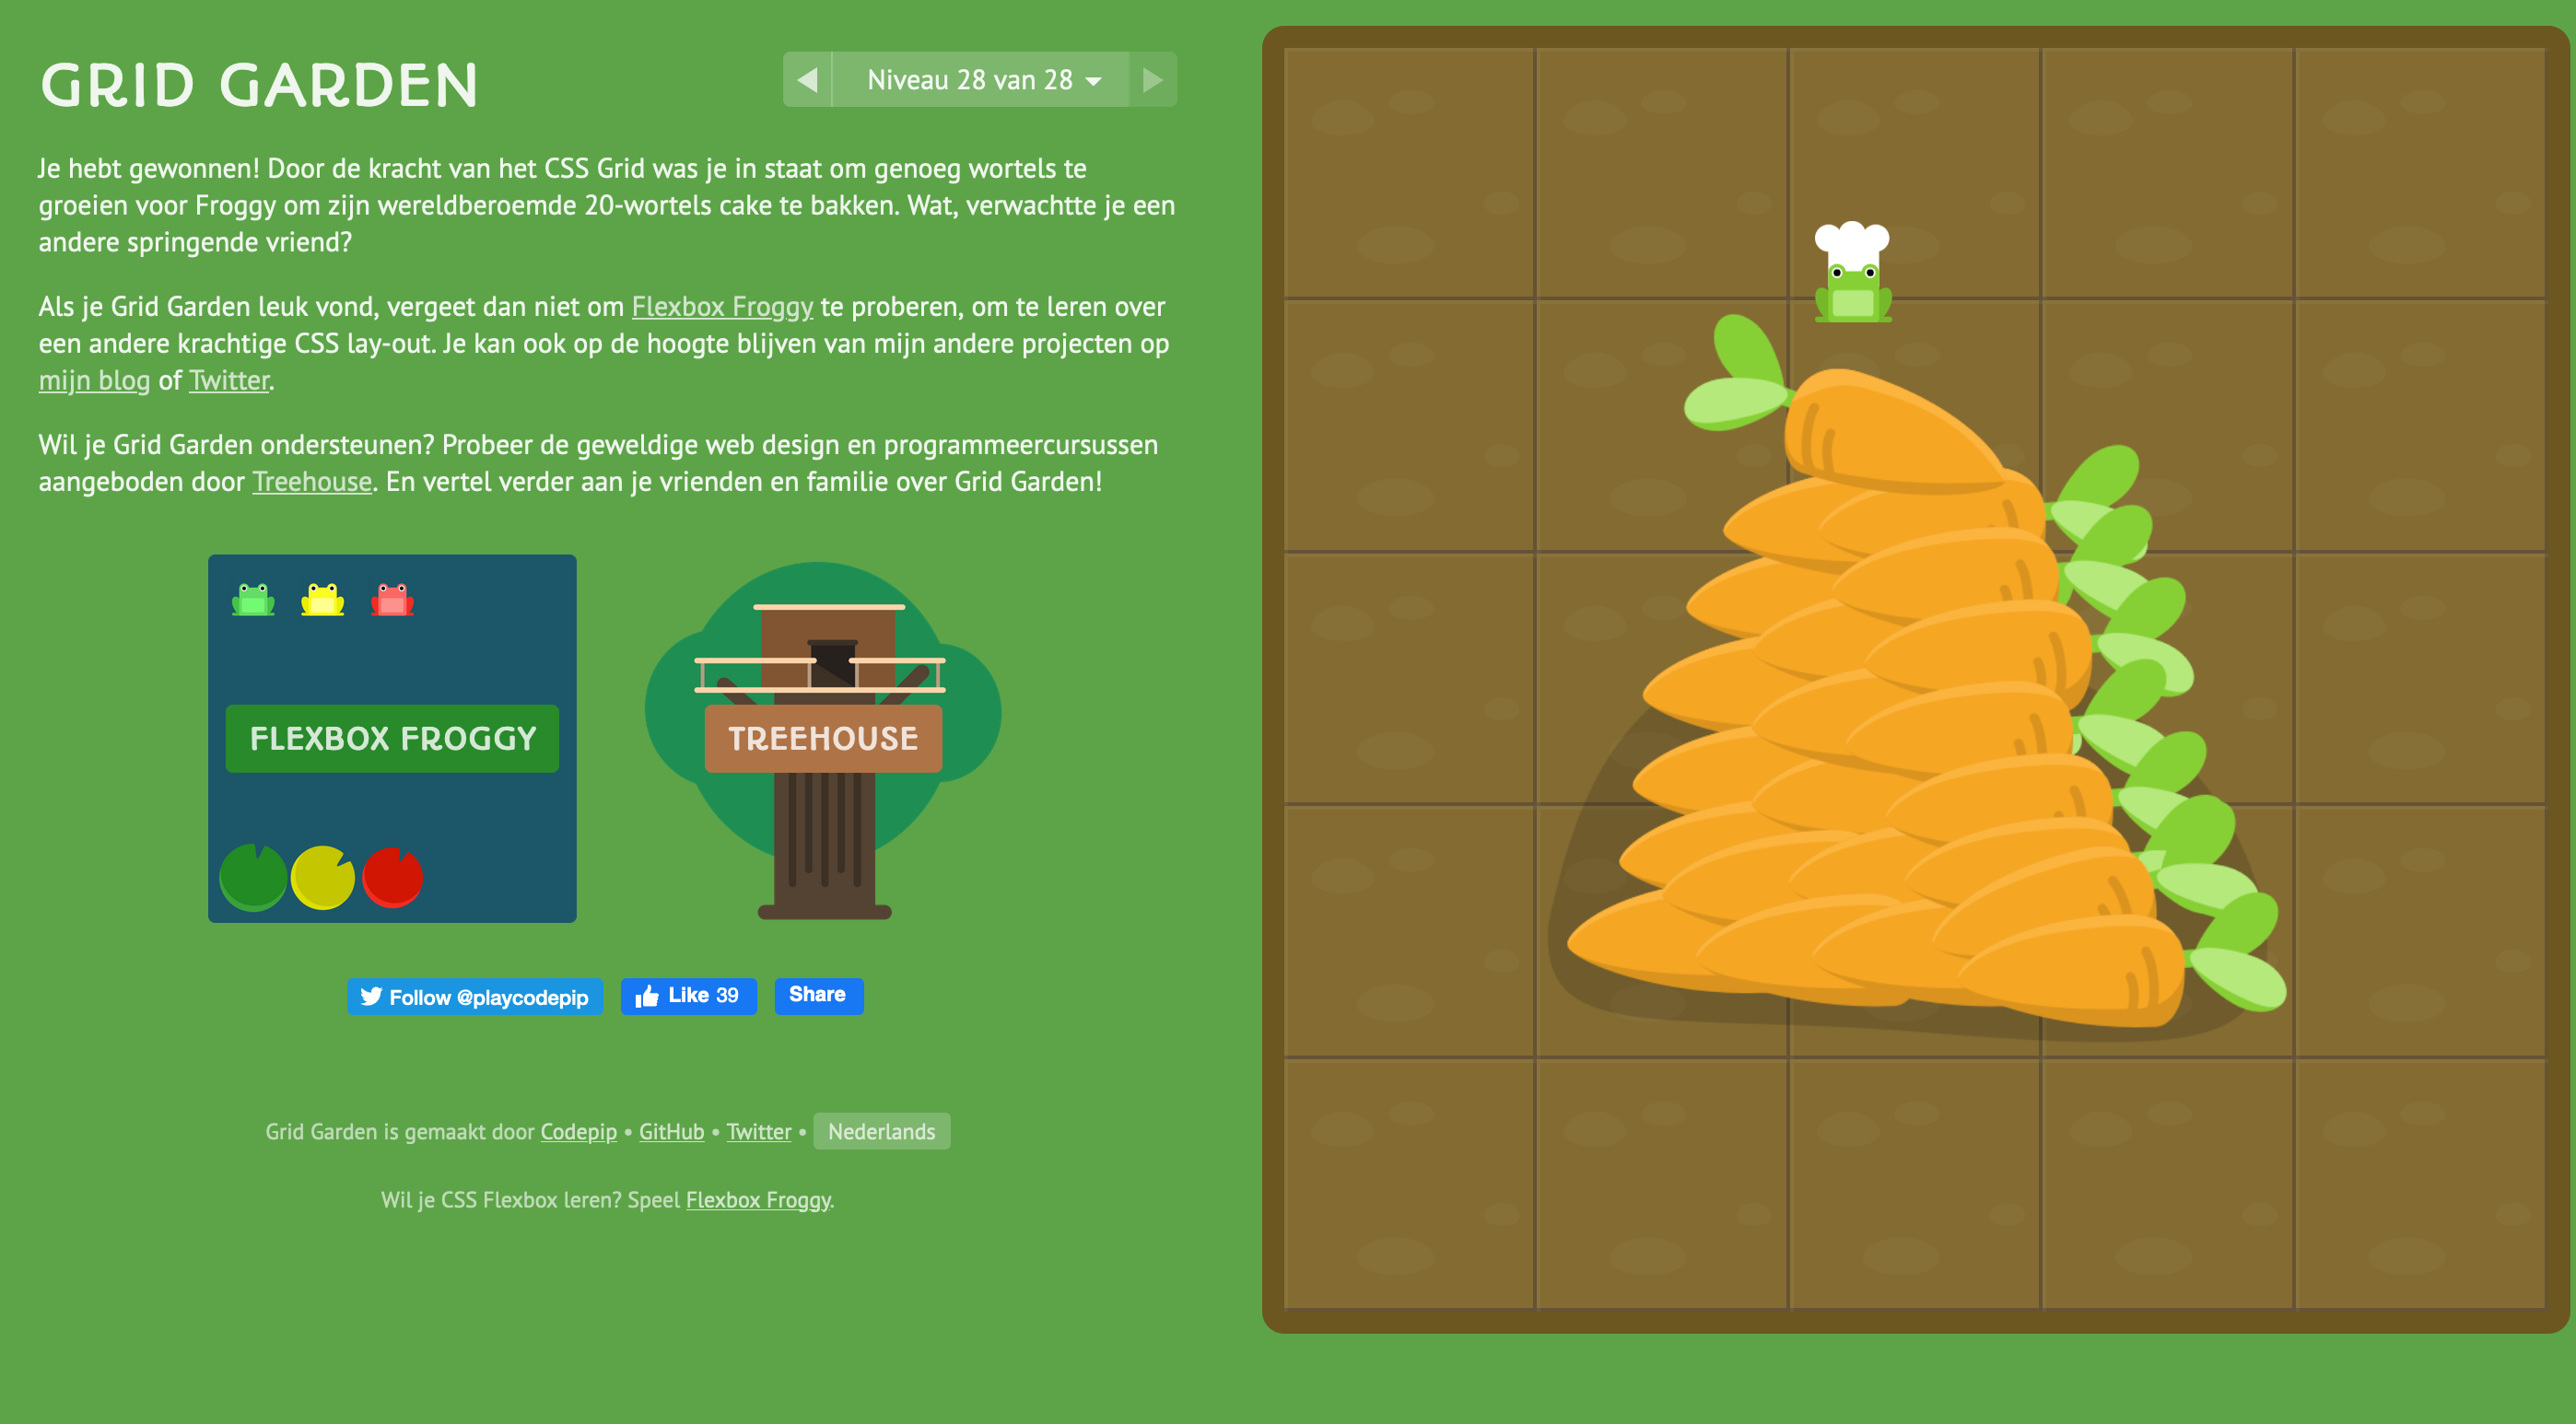 GRID GARDEN
Niveau 28 van 28
Je hebt gewonnen! Door de kracht van het CSS Grid was je in staat om genoeg wortels te
groeien voor Froggy om zijn wereldberoemde 20-wortels cake te bakken. Wat, verwachtte je een
andere springende vriend?
Als je Grid Garden leuk vond, vergeet dan niet om Flexbox Froggy te proberen, om te leren over
een andere krachtige CSS lay-out. Je kan ook op de hoogte blijven van mijn andere projecten op
mijn blog of Twitter.
Wil je Grid Garden ondersteunen? Probeer de geweldige web design en programmeercursussen
aangeboden door Treehouse. En vertel verder aan je vrienden en familie over Grid Garden!
FLEXBOX FROGGY
TREEHOUSE
Follow @playcodepip
Like 39
Share
Grid Garden is gemaakt door Codepip • GitHub • Twitter • Nederlands
Wil je CSS Flexbox leren? Speel Flexbox Froggy.